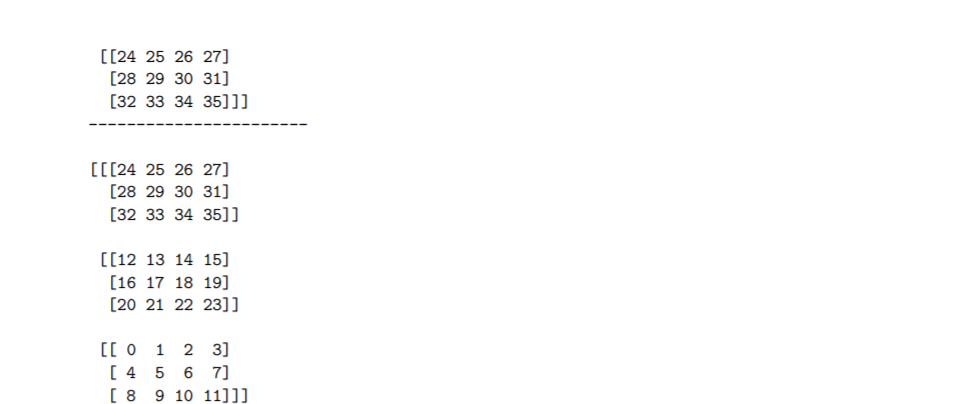 [[24 25 26 27]
[28 29 30 31]
[32 33 34 35]]]
-----------------------
[[[24 25 26 27]
[28 29 30 31]
[32 33 34 35]]
[[12 13 14 15]
[16 17 18 19]
[20 21 22 23]]
[[ 0 1 2 3]
[ 4 5 6 7]
[ 8 9 10 11]]]